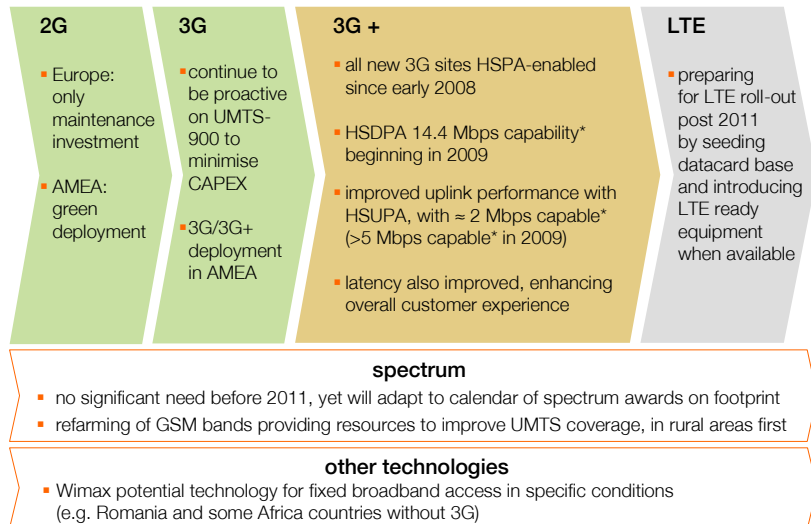 2G
▪ Europe:
only
maintenance
investment
▪ AMEA:
green
deployment
3G
▪continue to
be proactive
on UMTS-
900 to
minimise
CAPEX
▪3G/3G+
deployment
in AMEA
3G +
▪ all new 3G sites HSPA-enabled
since early 2008
▪ HSDPA 14.4 Mbps capability*
beginning in 2009
▪ improved uplink performance with
HSUPA, with ≈ 2 Mbps capable*
(>5 Mbps capable* in 2009)
▪ latency also improved, enhancing
overall customer experience
LTE
▪ preparing
for LTE roll-out
post 2011
by seeding
datacard base
and introducing
LTE ready
equipment
when available
spectrum
▪ no significant need before 2011, yet will adapt to calendar of spectrum awards on footprint
▪ refarming of GSM bands providing resources to improve UMTS coverage, in rural areas first
other technologies
▪ Wimax potential technology for fixed broadband access in specific conditions
(e.g. Romania and some Africa countries without 3G)